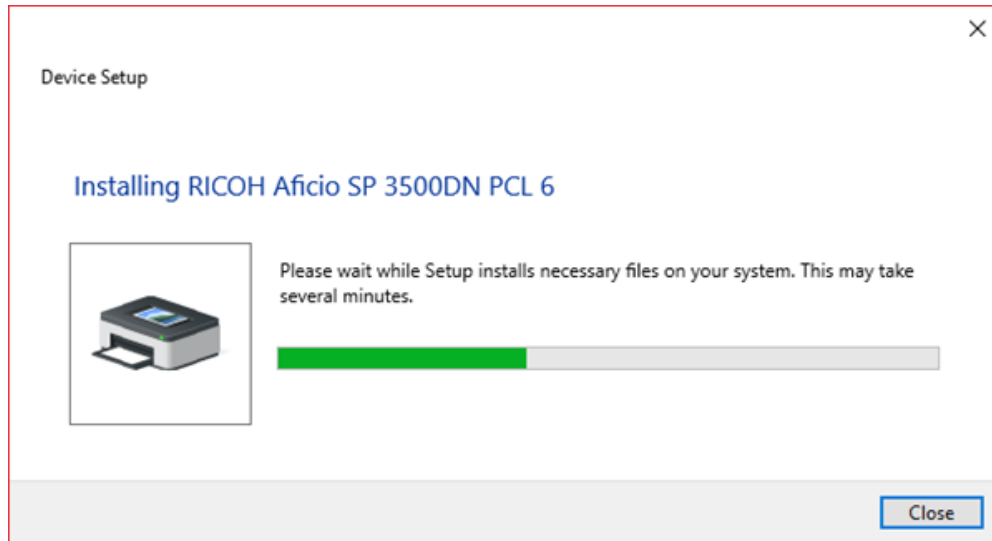 Device Setup
Installing RICOH Aficio SP 3500DN PCL 6
Please wait while Setup installs necessary files on your system. This may take
several minutes.
Close